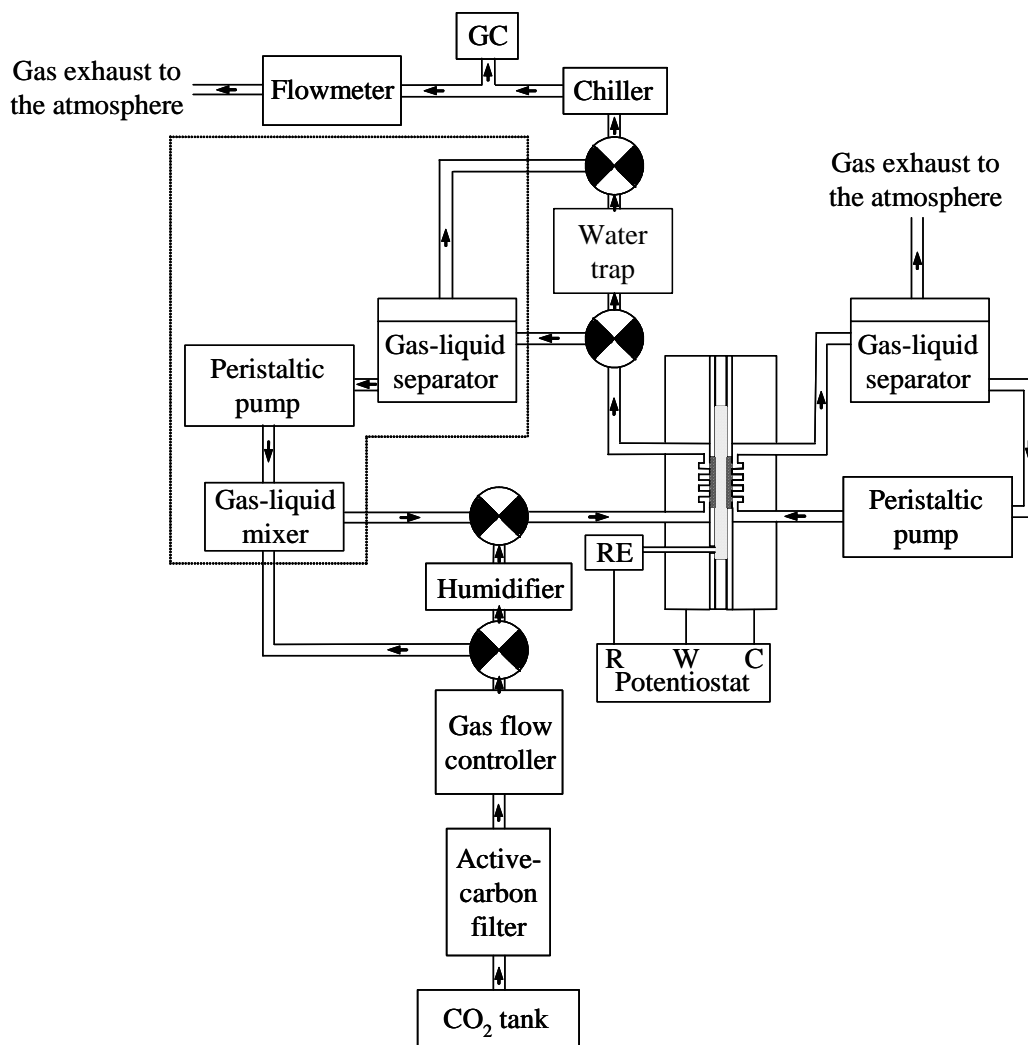 GC
Gas exhaust to
the atmosphere
Flowmeter
Chiller
Gas exhaust to
the atmosphere
Water
trap
Gas-liquid
separator
Peristaltic
pump
Gas-liquid
separator
Gas-liquid
mixer
Peristaltic
pump
RE
Humidifier
R W C
Potentiostat
Gas flow
controller
Active-
carbon
filter
CO₂ tank